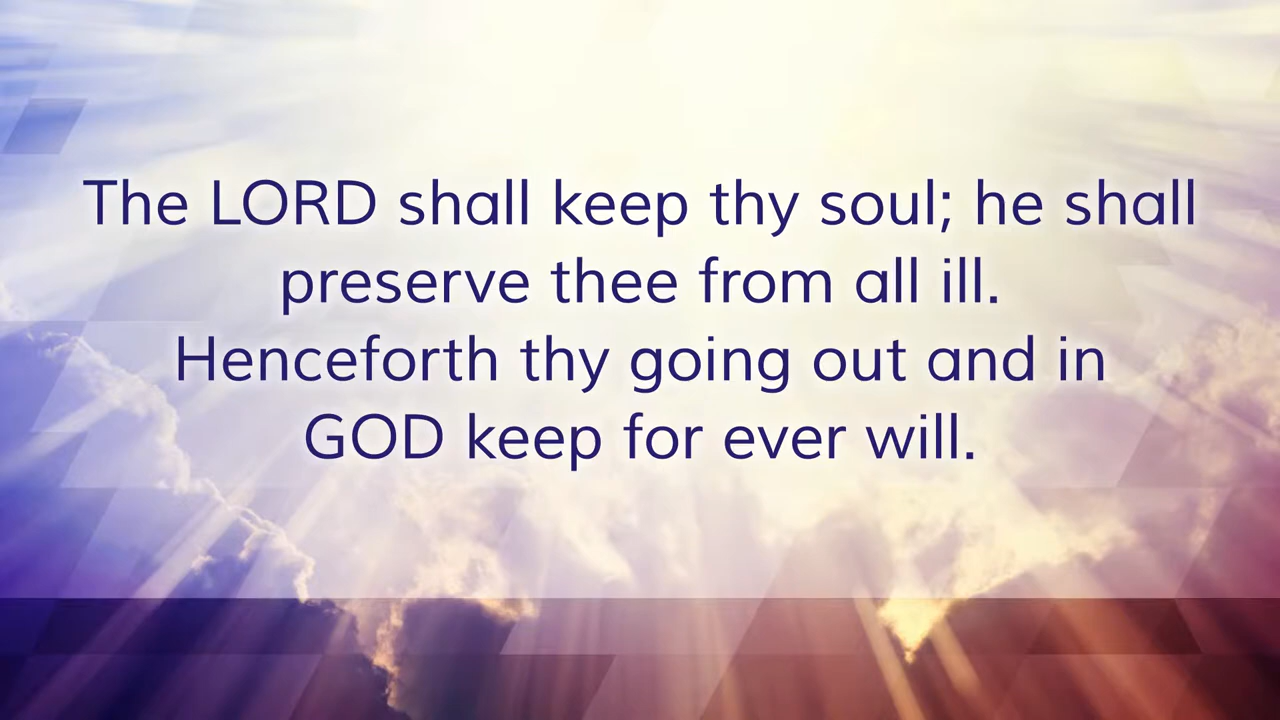 The LORD shall keep thy soul; he shall
preserve thee from all ill.
Henceforth thy going out and in
GOD keep for ever will.